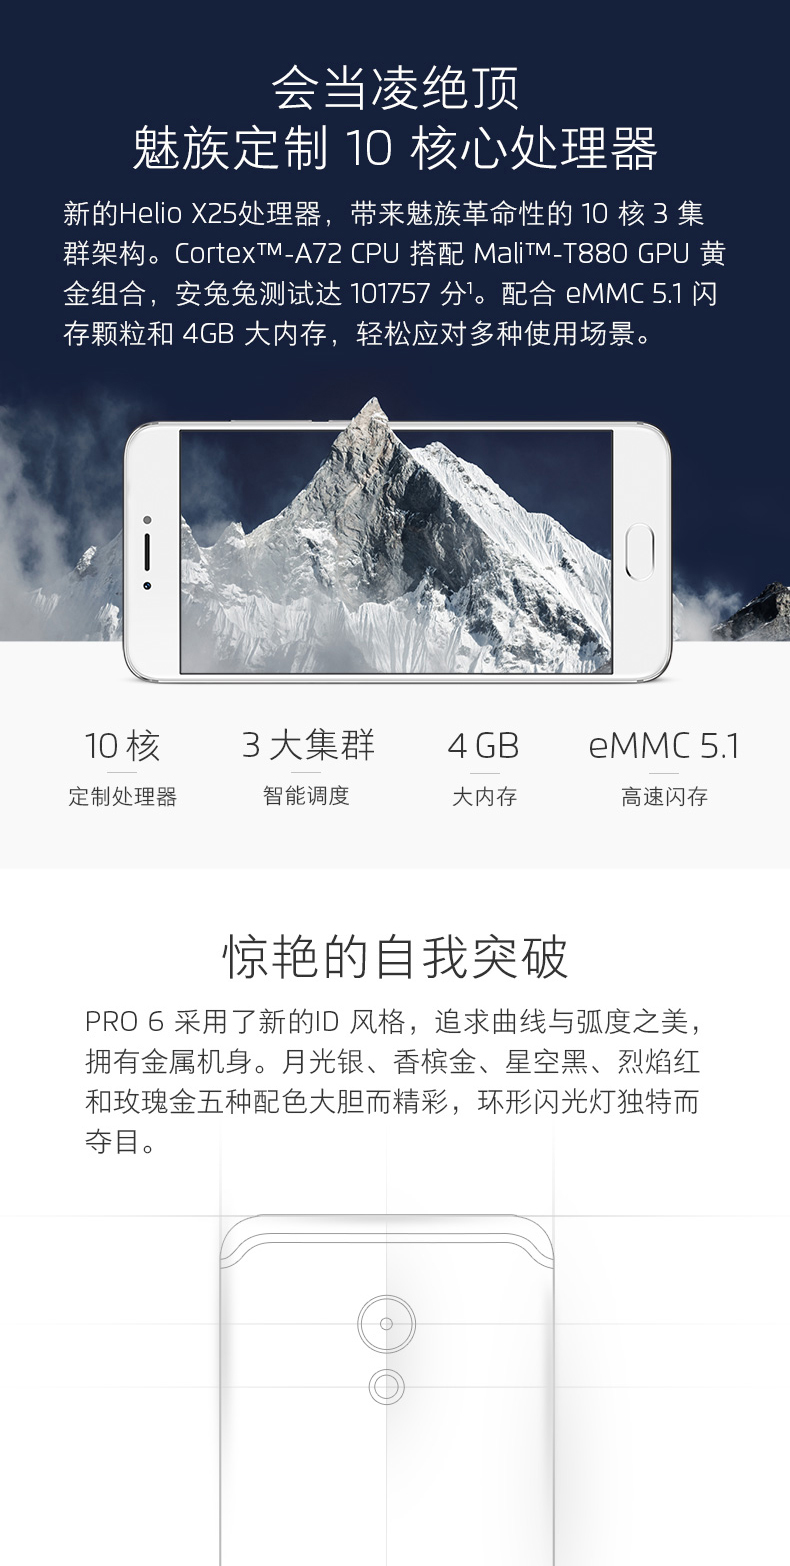 会当凌绝顶
魅族定制 10 核心处理器
新的Helio X25处理器，带来魅族革命性的 10 核 3 集
群架构。Cortex™-A72 CPU 搭配 Mali™-T880 GPU 黄
金组合，安兔兔测试达 101757 分¹。配合 eMMC 5.1 闪
存颗粒和 4GB 大内存，轻松应对多种使用场景。
10 核
定制处理器
3 大集群
智能调度
4 GB
大内存
eMMC 5.1
高速闪存
惊艳的自我突破
PRO 6 采用了新的ID 风格，追求曲线与弧度之美，
拥有金属机身。月光银、香槟金、星空黑、烈焰红
和玫瑰金五种配色大胆而精彩，环形闪光灯独特而
夺目。